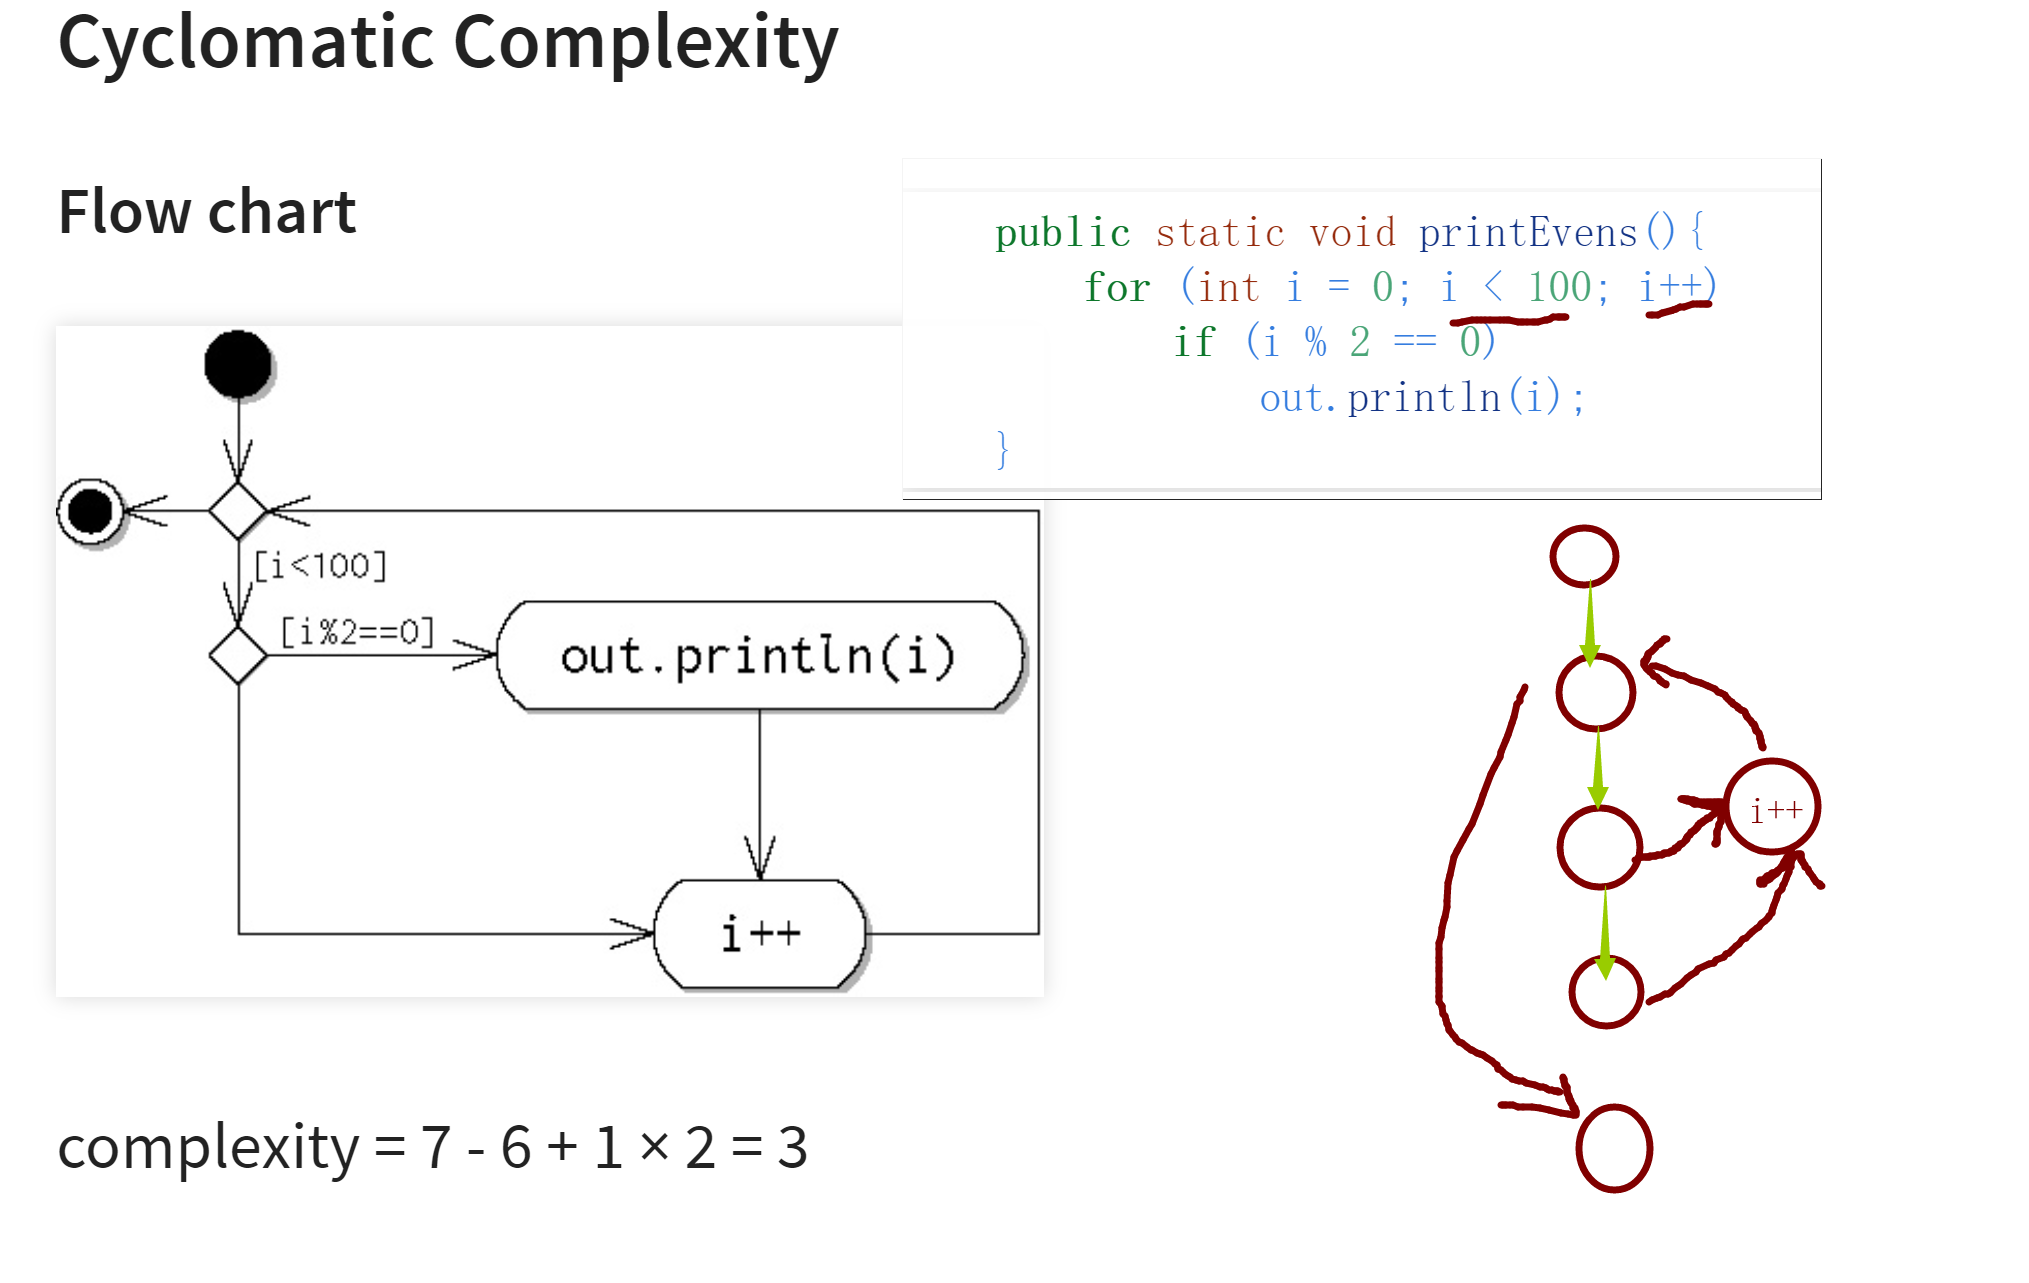 Cyclomatic Complexity
Flow chart
public static void printEvens(){
for (int i = 0; i < 100; i++)
if (i % 2 == 0)
out.println(i);
}
[i<100]
[i%2==0]
out.println(i)
i++
i++
complexity = 7 - 6 + 1 × 2 = 3